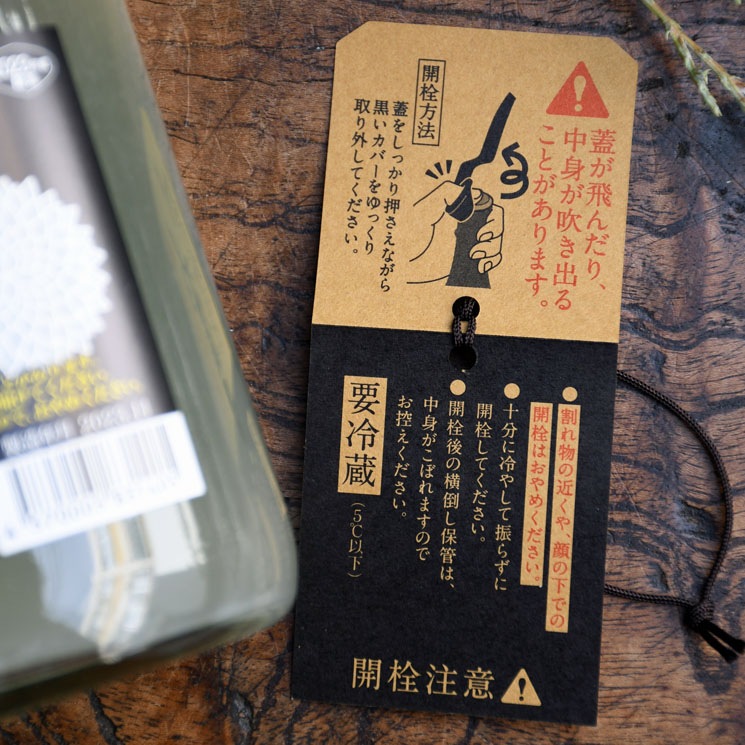 蓋が飛んだり、
中身が吹き出る
ことがあります。
開栓方法
蓋をしっかり押さえながら
黒いカバーをゆっくり
取り外してください。
●割れ物の近くや、顔の下での
開栓はおやめください。
●十分に冷やして振らずに
開栓してください。
●開栓後の横倒し保管は、
中身がこぼれますので
お控えください。
要冷蔵
(5℃以下)
開栓注意